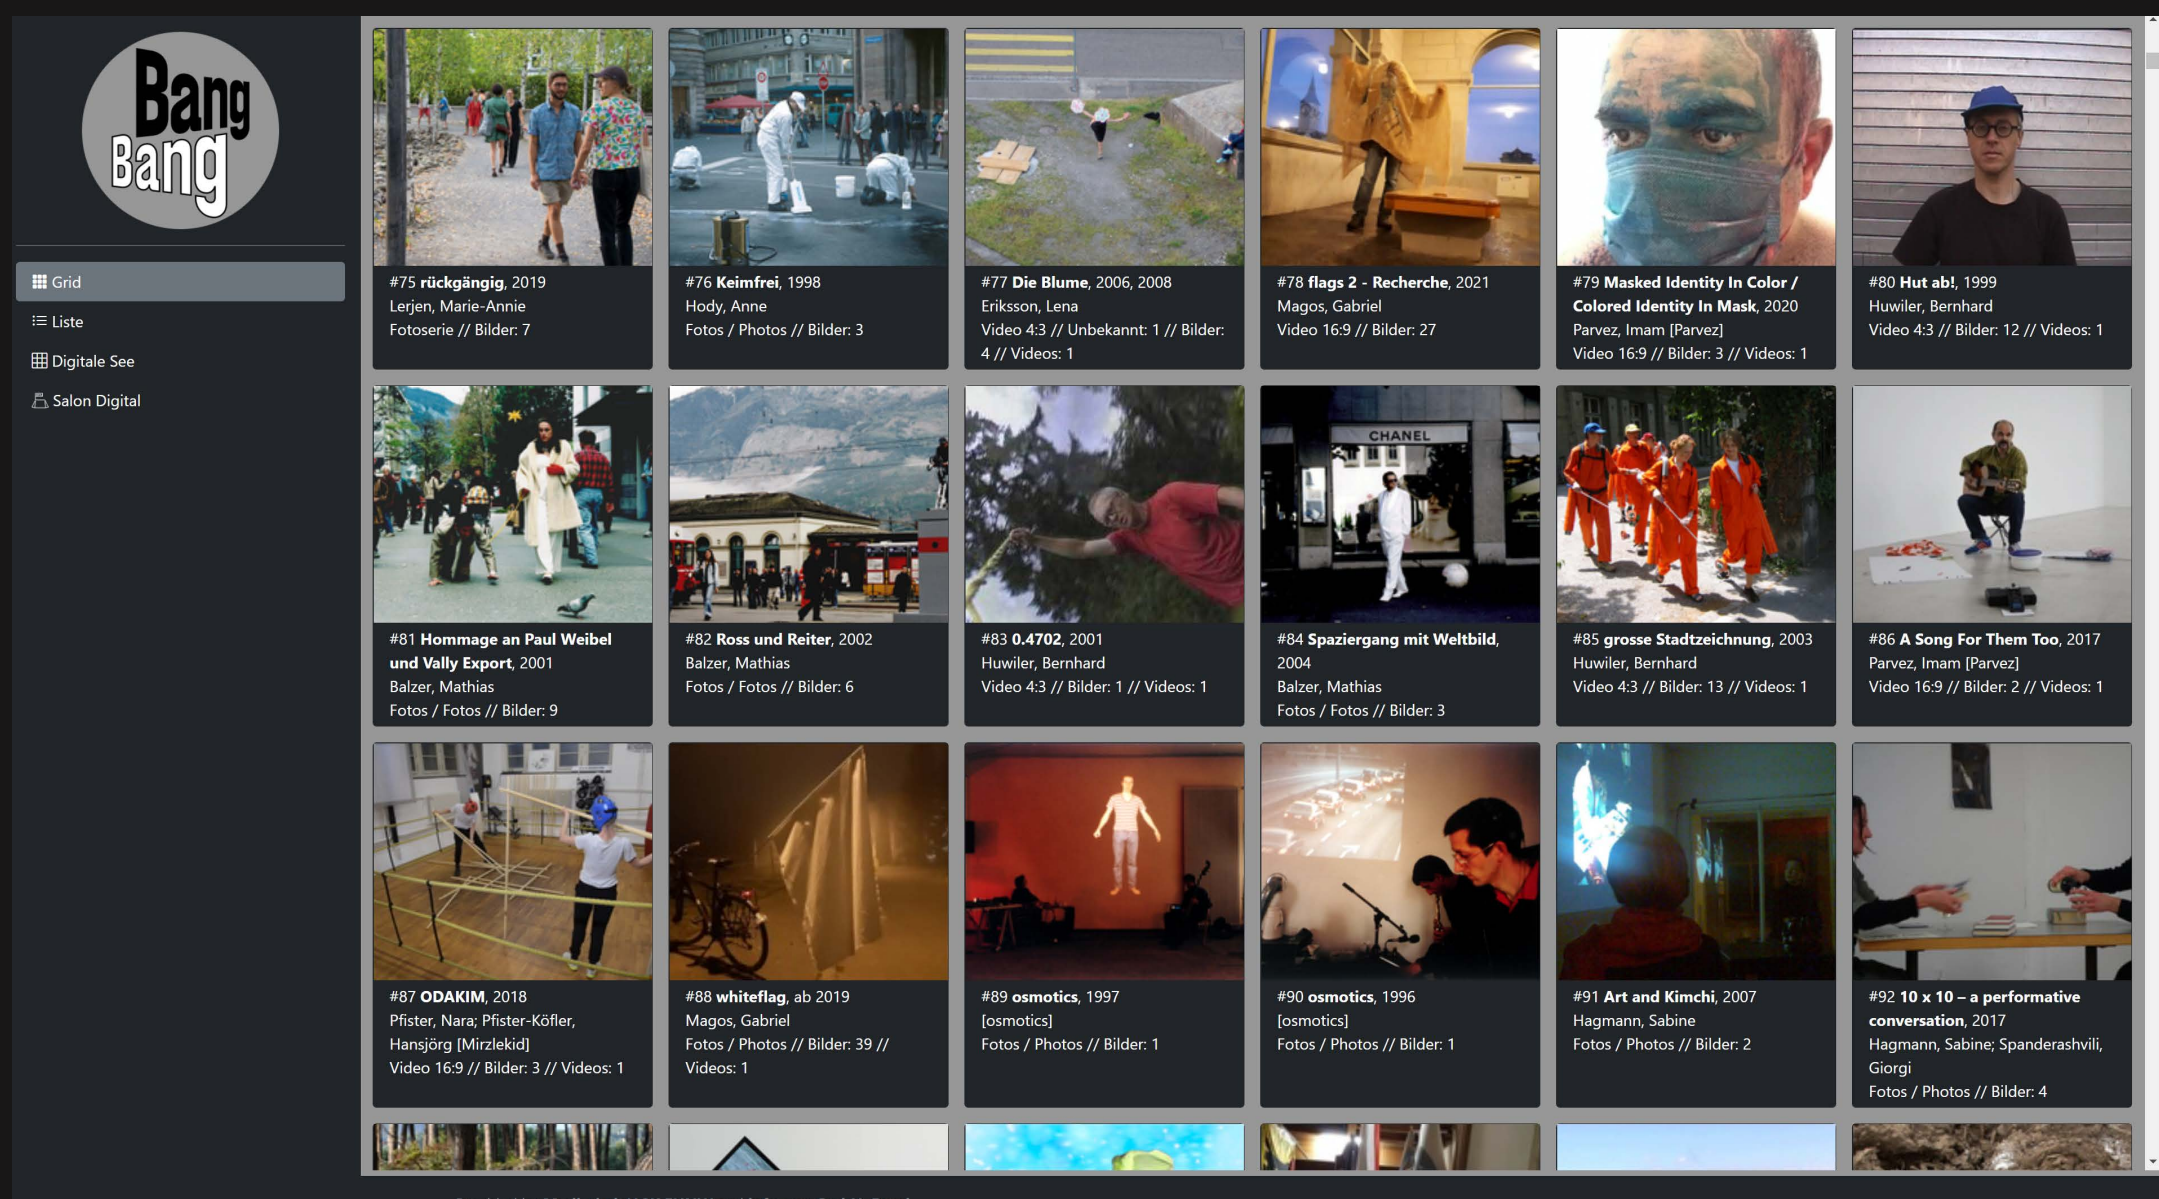 Bang
Bang
Grid
Liste
Digitale See
Salon Digital
#75 rückgängig, 2019
Lerjen, Marie-Annie
Fotoserie // Bilder: 7
#76 Keimfrei, 1998
Hody, Anne
Fotos / Photos // Bilder: 3
#77 Die Blume, 2006, 2008
Eriksson, Lena
Video 4:3 // Unbekannt: 1 // Bilder:
4 // Videos: 1
#78 flags 2 - Recherche, 2021
Magos, Gabriel
Video 16:9 // Bilder: 27
#79 Masked Identity In Color /
Colored Identity In Mask, 2020
Parvez, Imam [Parvez]
Video 16:9 // Bilder: 3 // Videos: 1
#80 Hut ab!, 1999
Huwiler, Bernhard
Video 4:3 // Bilder: 12 // Videos: 1
CHANEL
#81 Hommage an Paul Weibel
und Vally Export, 2001
Balzer, Mathias
Fotos / Fotos // Bilder: 9
#82 Ross und Reiter, 2002
Balzer, Mathias
Fotos / Fotos // Bilder: 6
#83 0.4702, 2001
Huwiler, Bernhard
Video 4:3 // Bilder: 1 // Videos: 1
#84 Spaziergang mit Weltbild,
2004
Balzer, Mathias
Fotos / Fotos // Bilder: 3
#85 grosse Stadtzeichnung, 2003
Huwiler, Bernhard
Video 4:3 // Bilder: 13 // Videos: 1
#86 A Song For Them Too, 2017
Parvez, Imam [Parvez]
Video 16:9 // Bilder: 2 // Videos: 1
#87 ODAKIM, 2018
Pfister, Nara; Pfister-Köfler,
Hansjörg [Mirzlekid]
Video 16:9 // Bilder: 3 // Videos: 1
#88 whiteflag, ab 2019
Magos, Gabriel
Fotos / Photos // Bilder: 39 //
Videos: 1
#89 osmotics, 1997
[osmotics]
Fotos / Photos // Bilder: 1
#90 osmotics, 1996
[osmotics]
Fotos / Photos // Bilder: 1
#91 Art and Kimchi, 2007
Hagmann, Sabine
Fotos / Photos // Bilder: 2
#92 10 x 10 – a performative
conversation, 2017
Hagmann, Sabine; Spanderashvili,
Giorgi
Fotos / Photos // Bilder: 4